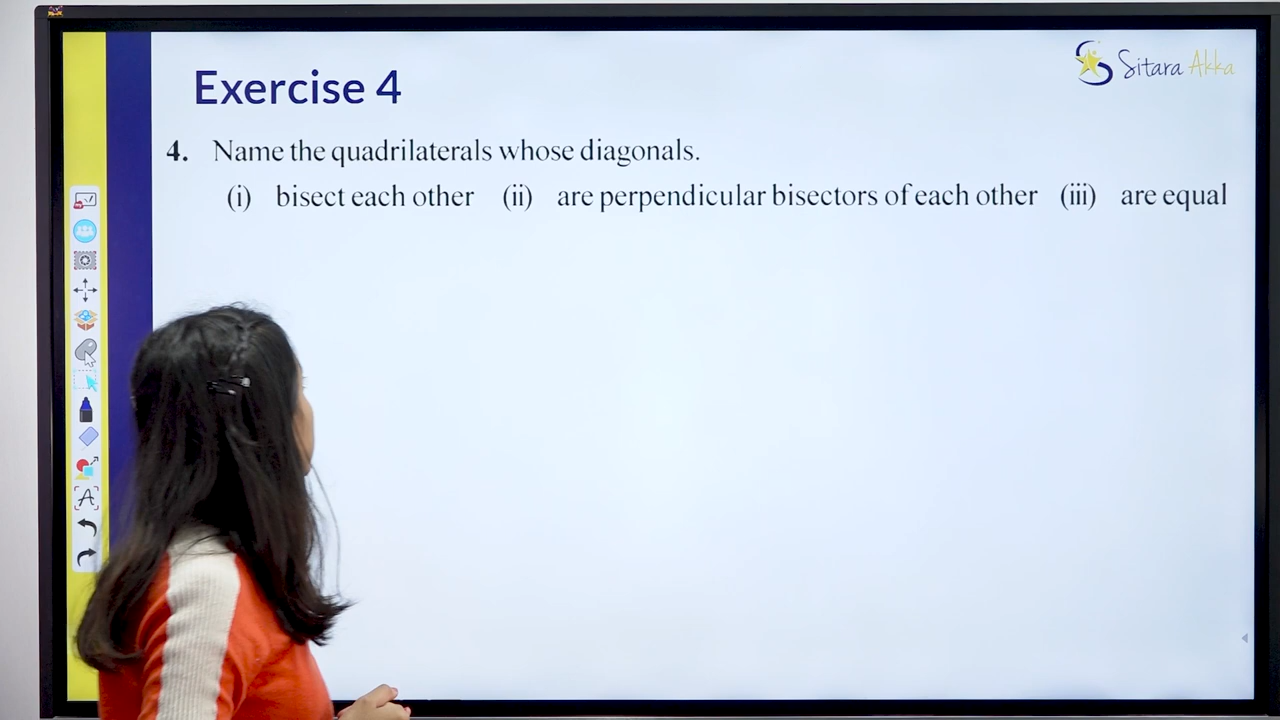 Sitara Akka
Exercise 4
4. Name the quadrilaterals whose diagonals.
(i) bisect each other (ii) are perpendicular bisectors of each other (iii) are equal